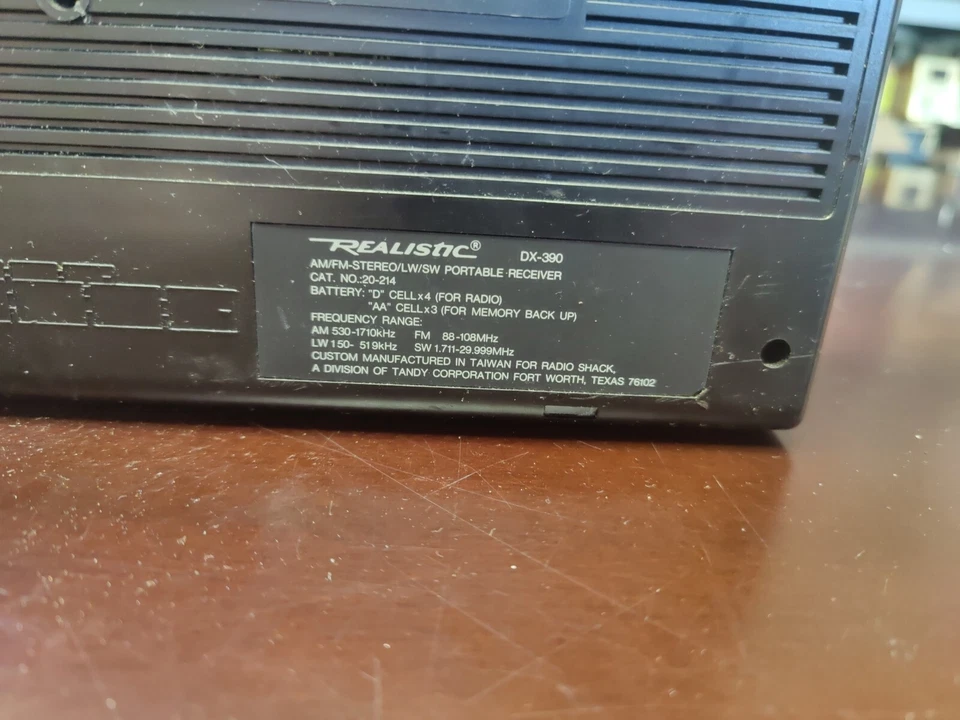 REALISTIC® DX-390
AM/FM-STEREO/LW/SW PORTABLE RECEIVER
CAT. NO.:20-214
BATTERY: "D" CELL x 4 (FOR RADIO)
"AA" CELL x 3 (FOR MEMORY BACK UP)
FREQUENCY RANGE:
AM 530-1710kHz FM 88-108MHz
LW 150- 519kHz SW 1.711-29.999MHz
CUSTOM MANUFACTURED IN TAIWAN FOR RADIO SHACK,
A DIVISION OF TANDY CORPORATION FORT WORTH, TEXAS 76102